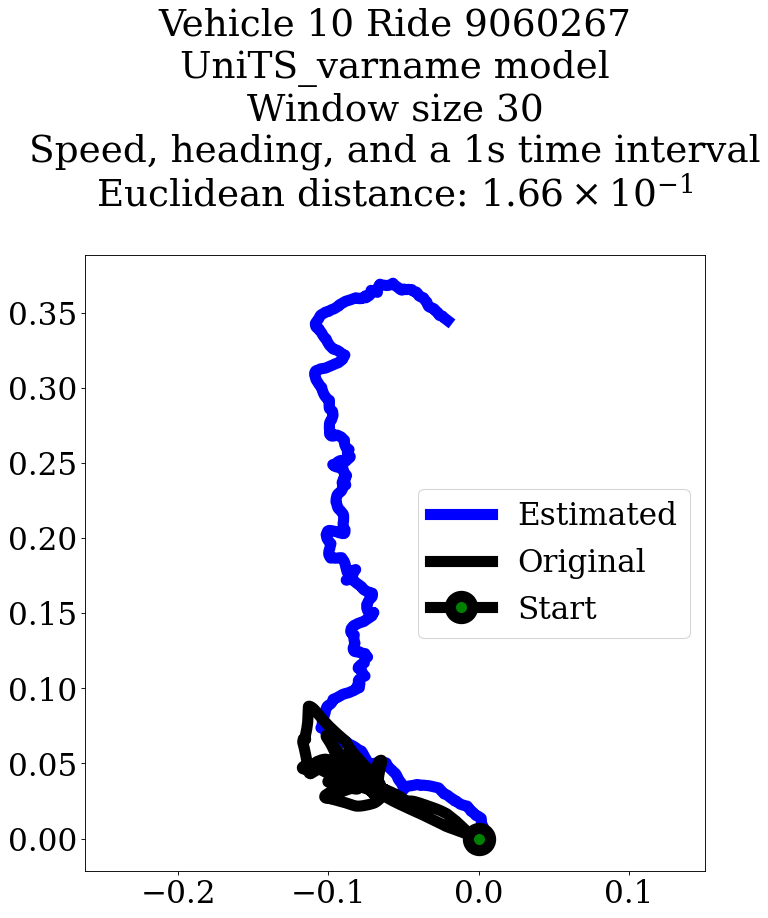 Vehicle 10 Ride 9060267
UniTS_varname model
Window size 30
Speed, heading, and a 1s time interval
Euclidean distance: 1.66 × 10⁻¹
0.35
0.30
0.25
0.20
0.15
0.10
0.05
0.00
Estimated
Original
Start
−0.2 −0.1 0.0 0.1